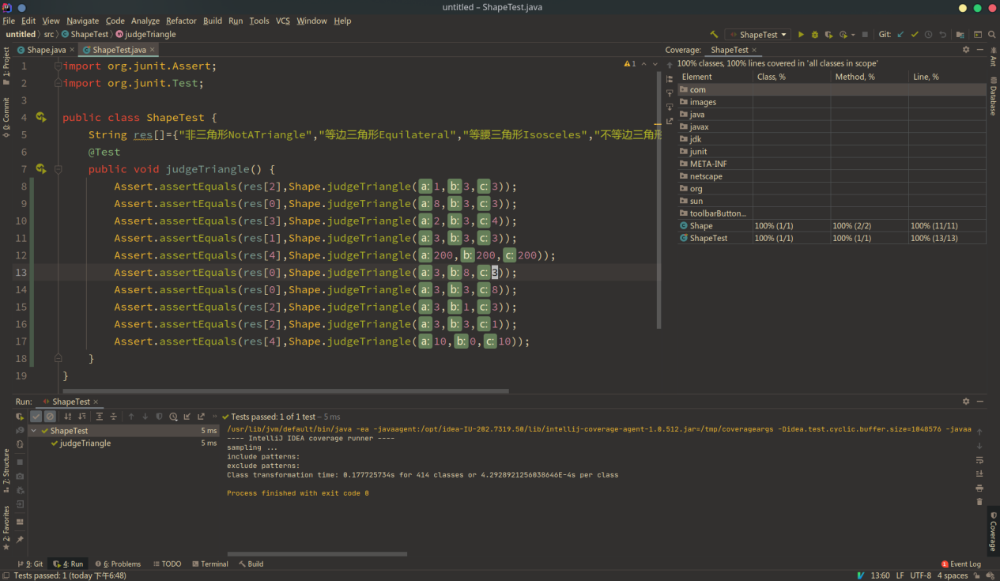 untitled – ShapeTest.java
File Edit View Navigate Code Analyze Refactor Build Run Tools VCS Window Help
untitled src ShapeTest judgeTriangle
ShapeTest
Git:
Shape.java ShapeTest.java
Coverage: ShapeTest
1: Project
Commit
7: Structure
2: Favorites
Ant
Database
Coverage
1 import org.junit.Assert;
2 import org.junit.Test;
3
4 public class ShapeTest {
5 String res[]={"非三角形NotATriangle","等边三角形Equilateral","等腰三角形Isosceles","不等边三角形
6 @Test
7 public void judgeTriangle() {
8 Assert.assertEquals(res[2],Shape.judgeTriangle( a: 1, b: 3, c: 3));
9 Assert.assertEquals(res[0],Shape.judgeTriangle( a: 8, b: 3, c: 3));
10 Assert.assertEquals(res[3],Shape.judgeTriangle( a: 2, b: 3, c: 4));
11 Assert.assertEquals(res[1],Shape.judgeTriangle( a: 3, b: 3, c: 3));
12 Assert.assertEquals(res[4],Shape.judgeTriangle( a: 200, b: 200, c: 200));
13 Assert.assertEquals(res[0],Shape.judgeTriangle( a: 3, b: 8, c: 3));
14 Assert.assertEquals(res[0],Shape.judgeTriangle( a: 3, b: 3, c: 8));
15 Assert.assertEquals(res[2],Shape.judgeTriangle( a: 3, b: 1, c: 3));
16 Assert.assertEquals(res[2],Shape.judgeTriangle( a: 3, b: 3, c: 1));
17 Assert.assertEquals(res[4],Shape.judgeTriangle( a: 10, b: 0, c: 10));
18 }
19 }
1
100% classes, 100% lines covered in 'all classes in scope'
Element Class, % Method, % Line, %
com
images
java
javax
jdk
junit
META-INF
netscape
org
sun
toolbarButton...
Shape 100% (1/1) 100% (2/2) 100% (11/11)
ShapeTest 100% (1/1) 100% (1/1) 100% (13/13)
Run: ShapeTest
Tests passed: 1 of 1 test – 5 ms
ShapeTest 5 ms
judgeTriangle 5 ms
/usr/lib/jvm/default/bin/java -ea -javaagent:/opt/idea-IU-202.7319.50/lib/intellij-coverage-agent-1.0.512.jar=/tmp/coverageargs -Didea.test.cyclic.buffer.size=1048576 -javaa
---- IntelliJ IDEA coverage runner ----
sampling ...
include patterns:
exclude patterns:
Class transformation time: 0.177725734s for 414 classes or 4.2928921256038646E-4s per class
Process finished with exit code 0
9: Git 4: Run 6: Problems TODO Terminal Build
1 Event Log
Tests passed: 1 (today 下午6:48)
13:60 LF UTF-8 4 spaces